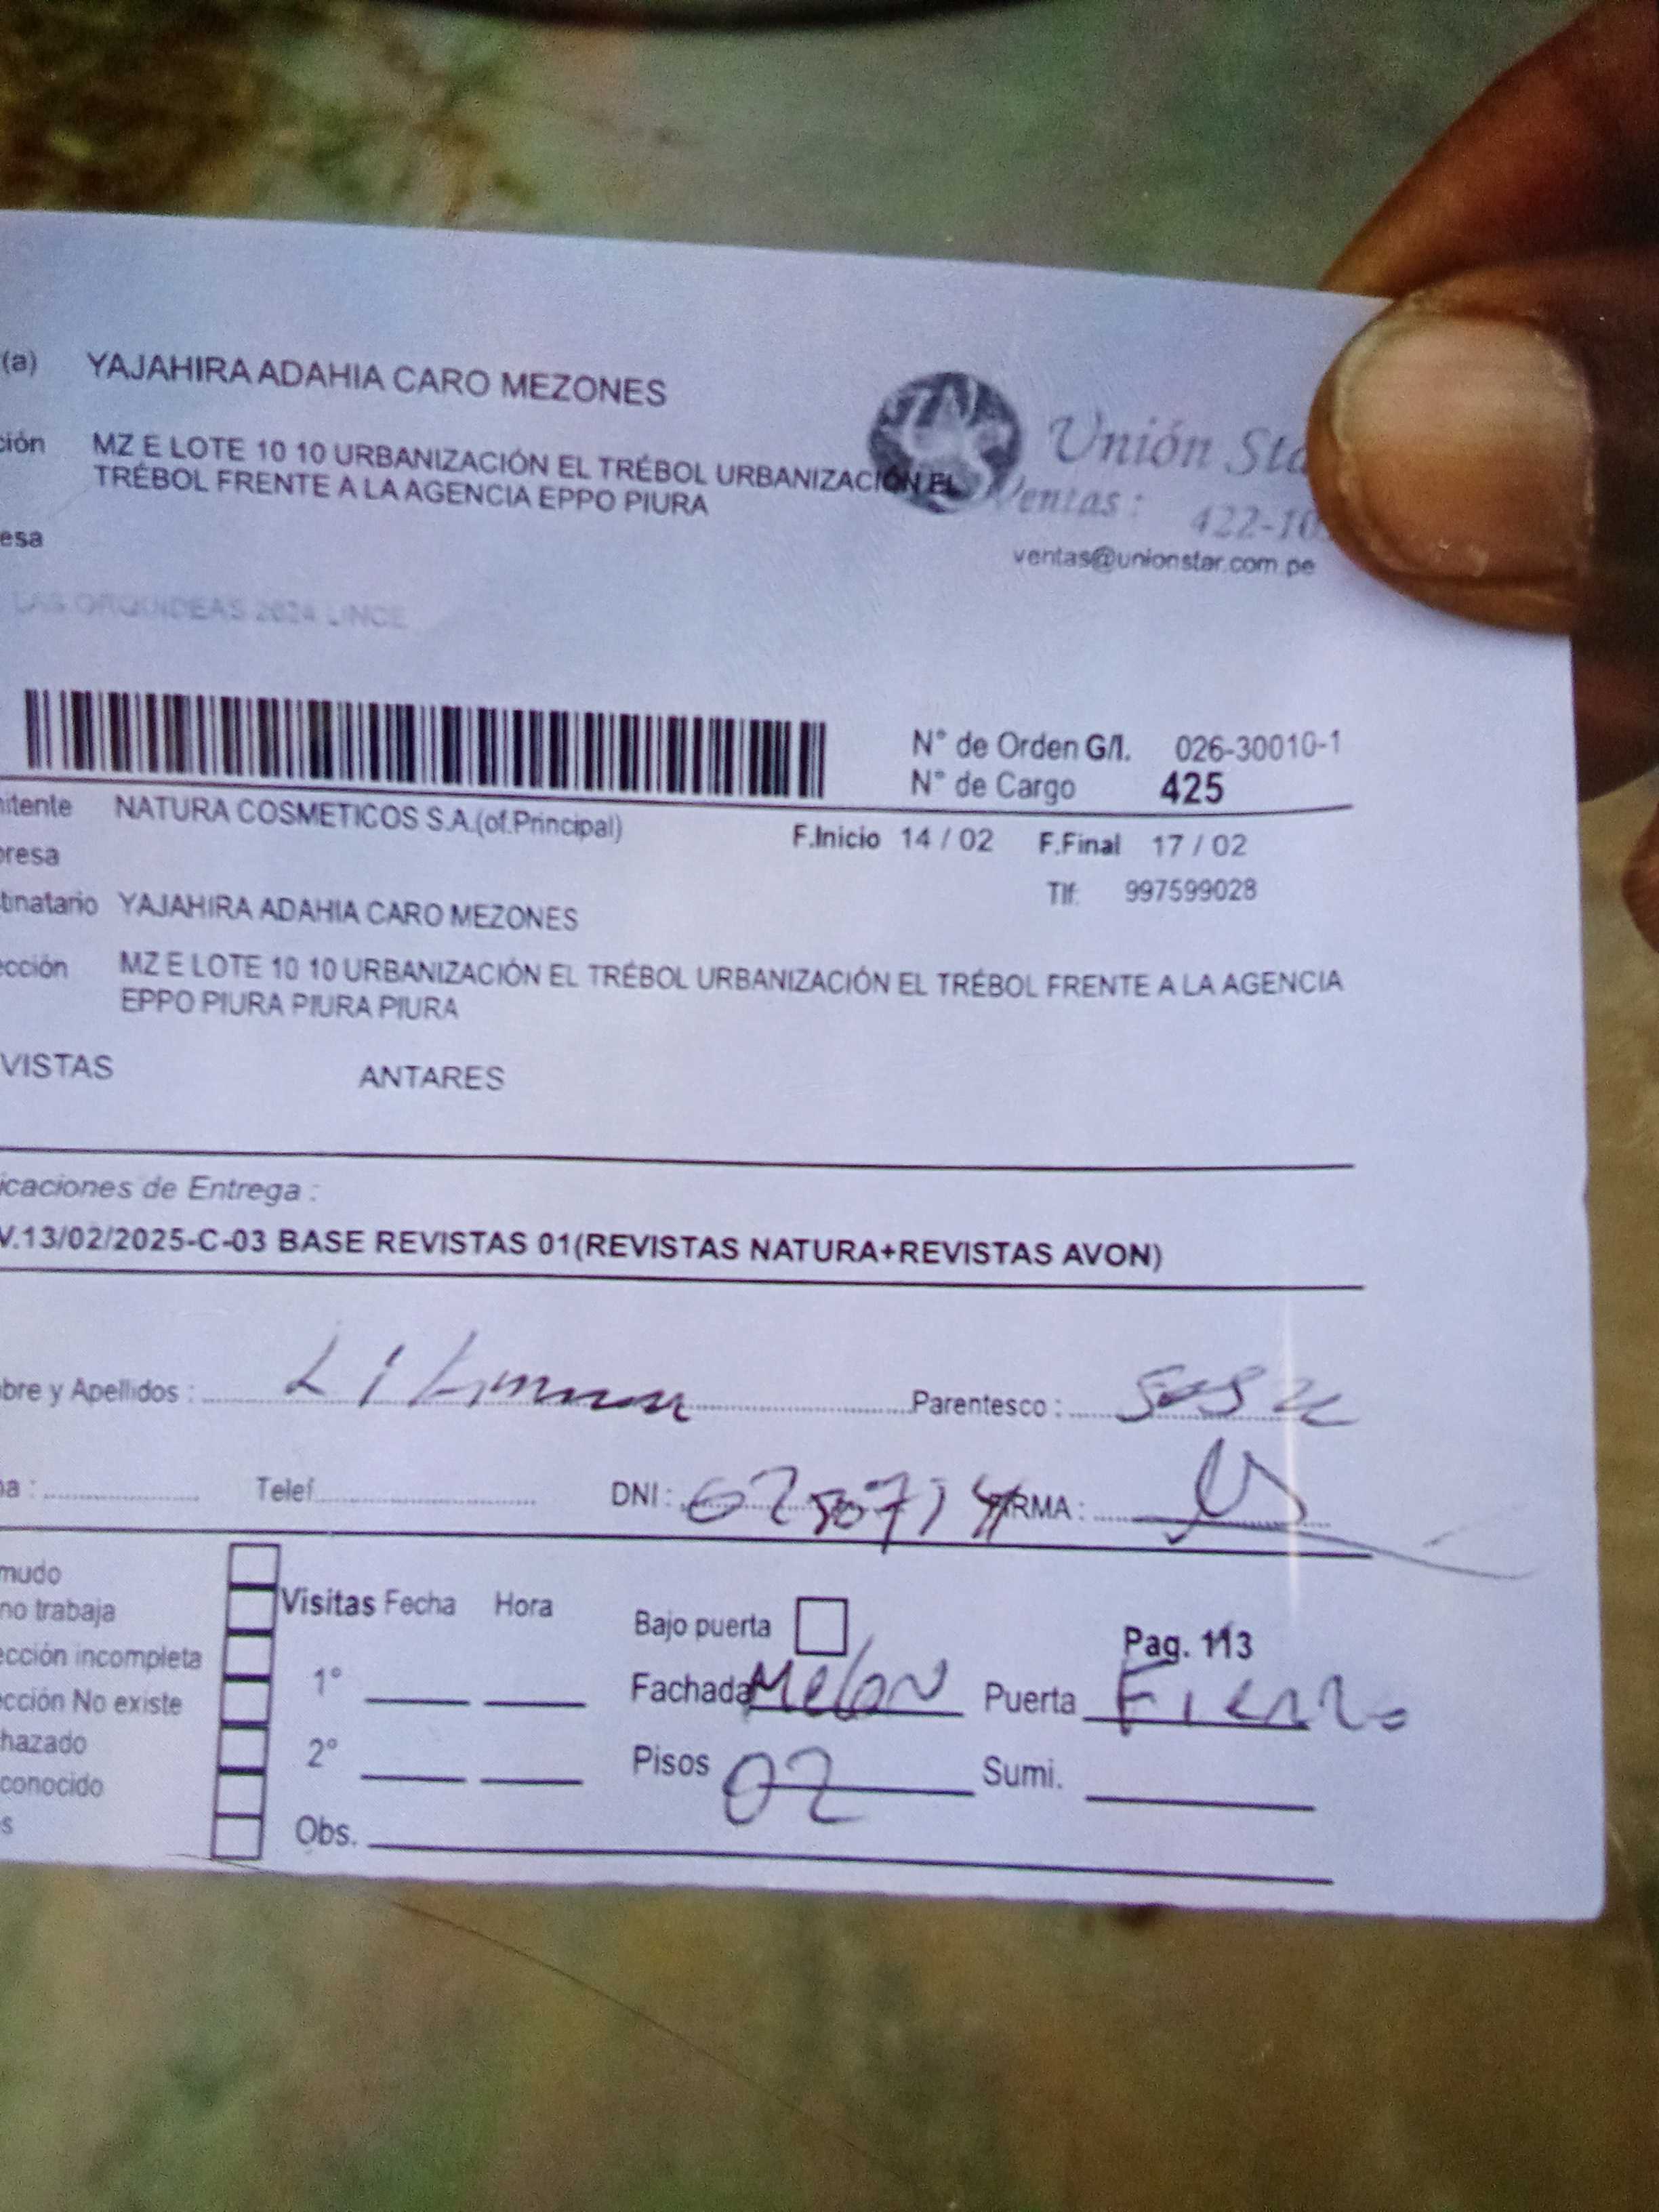 (a) YAJAHIRA ADAHIA CARO MEZONES
ción MZ E LOTE 10 10 URBANIZACIÓN EL TRÉBOL URBANIZACIÓN EL
TRÉBOL FRENTE A LA AGENCIA EPPO PIURA
Unión Sta
Ventas: 422-10
esa
ventas@unionstar.com.pe
LAS ORQUIDEAS 2624 LINCE
N° de Orden G/I. 026-30010-1
N° de Cargo 425
itente NATURA COSMETICOS S.A.(of.Principal)
F.Inicio 14 / 02 F.Final 17 / 02
presa
Tlf: 997599028
tinatario YAJAHIRA ADAHIA CARO MEZONES
ección MZ E LOTE 10 10 URBANIZACIÓN EL TRÉBOL URBANIZACIÓN EL TRÉBOL FRENTE A LA AGENCIA
EPPO PIURA PIURA PIURA
VISTAS ANTARES
icaciones de Entrega :
V.13/02/2025-C-03 BASE REVISTAS 01(REVISTAS NATURA+REVISTAS AVON)
bre y Apellidos : Parentesco :
a : Telef. DNI : FIRMA :
mudo
no trabaja
ección incompleta
ección No existe
hazado
conocido
s
Visitas Fecha Hora
Bajo puerta
Pag. 113
1° Fachada Melon Puerta Fierro
2° Pisos 02 Sumi.
Obs.